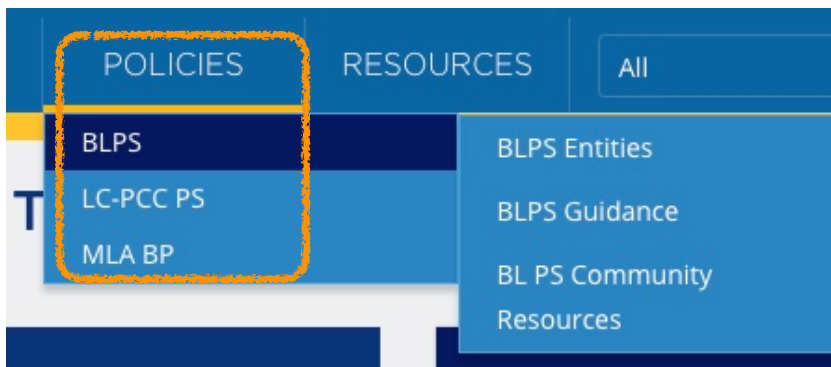 POLICIES
RESOURCES
All
BLPS
LC-PCC PS
MLA BP
BLPS Entities
BLPS Guidance
BL PS Community
Resources
T